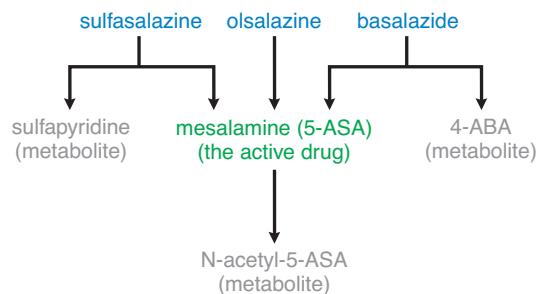 sulfasalazine olsalazine basalazide
sulfapyridine mesalamine (5-ASA) 4-ABA
(metabolite) (the active drug) (metabolite)
N-acetyl-5-ASA
(metabolite)